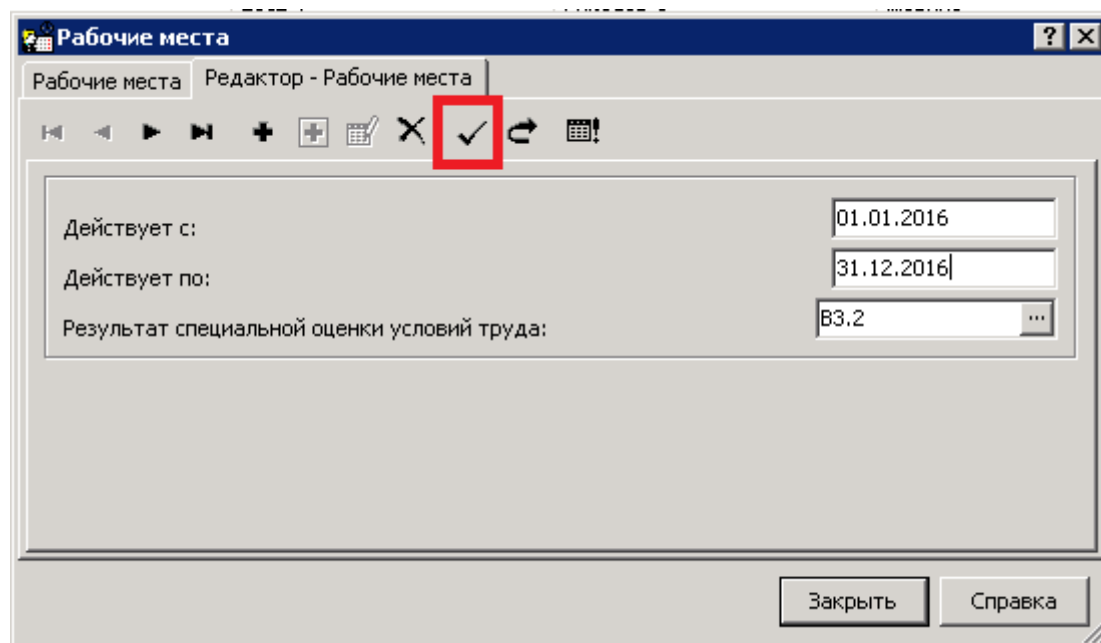 Рабочие места
Рабочие места Редактор - Рабочие места
Действует с: 01.01.2016
Действует по: 31.12.2016
Результат специальной оценки условий труда: В3.2 ...
Закрыть Справка